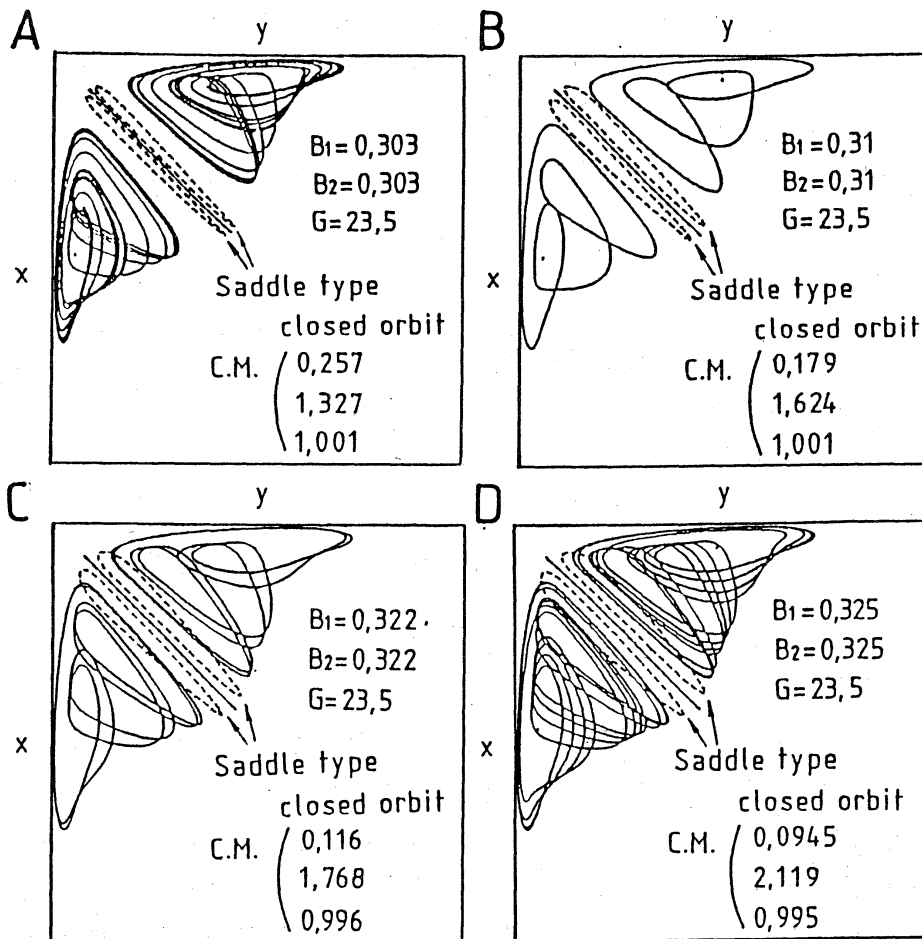 A
y
B₁=0,303
B₂=0,303
G=23,5
x
Saddle type
closed orbit
C.M.
0,257
1,327
1,001
B
y
B₁=0,31
B₂=0,31
G=23,5
x
Saddle type
closed orbit
C.M.
0,179
1,624
1,001
C
y
B₁=0,322
B₂=0,322
G=23,5
x
Saddle type
closed orbit
C.M.
0,116
1,768
0,996
D
y
B₁=0,325
B₂=0,325
G=23,5
x
Saddle type
closed orbit
C.M.
0,0945
2,119
0,995